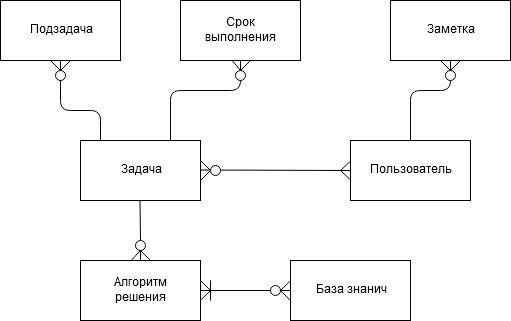 Подзадача
Срок
выполнения
Заметка
Задача
Пользователь
Алгоритм
решения
База знанич